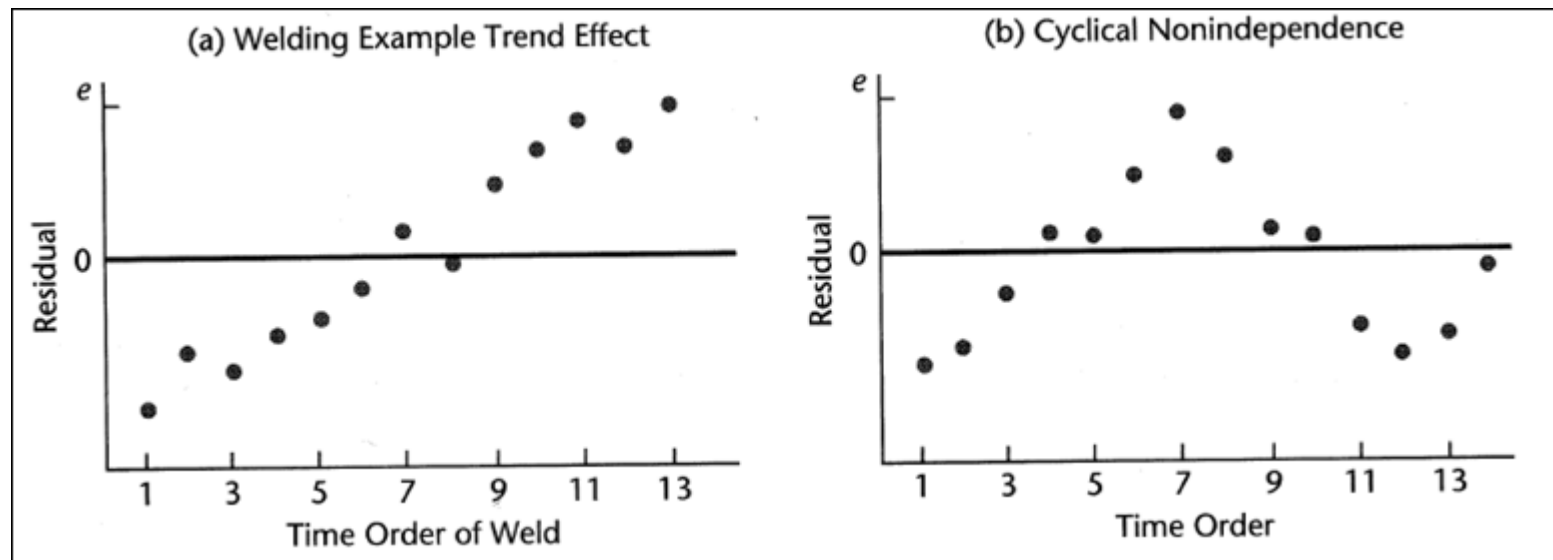 (a) Welding Example Trend Effect
e
0
Residual
1 3 5 7 9 11 13
Time Order of Weld
(b) Cyclical Nonindependence
e
0
Residual
1 3 5 7 9 11 13
Time Order